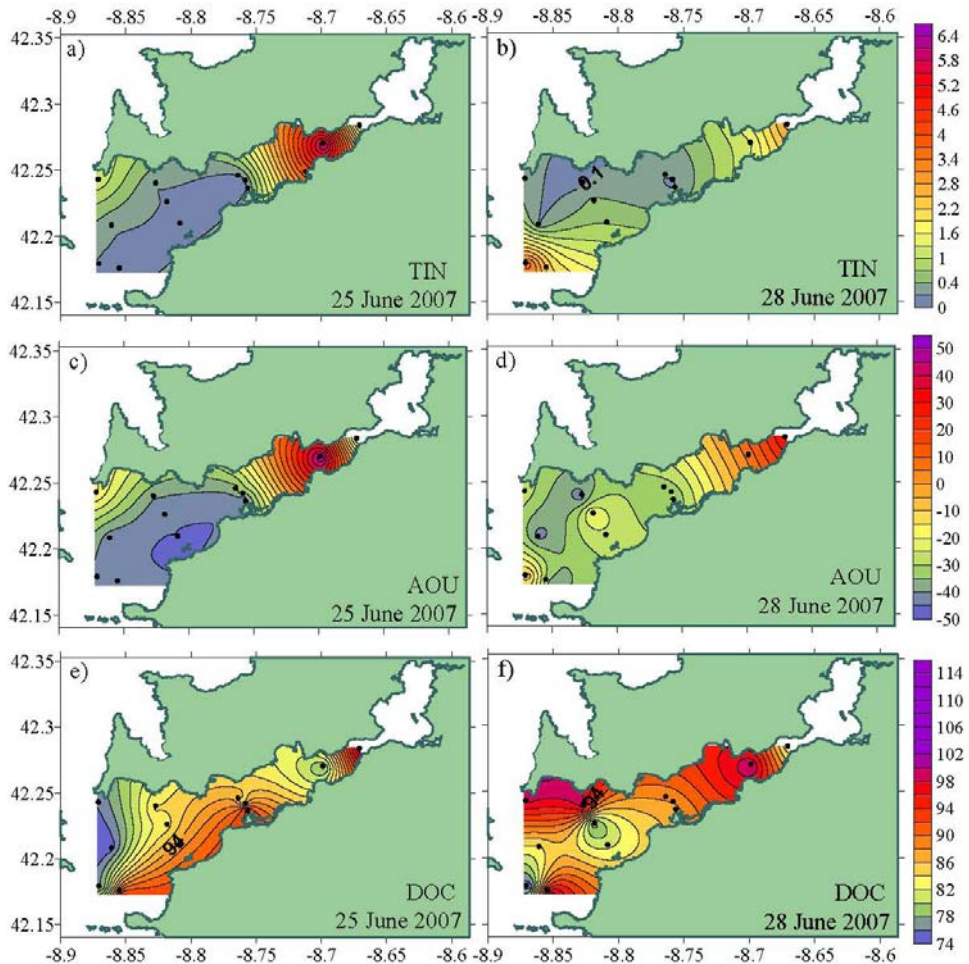 -8.9 -8.85 -8.8 -8.75 -8.7 -8.65 -8.6 -8.9 -8.85 -8.8 -8.75 -8.7 -8.65 -8.6
42.35
42.3
42.25
42.2
42.15
a)
TIN
25 June 2007
b)
0.1
TIN
28 June 2007
6.4
5.8
5.2
4.6
4
3.4
2.8
2.2
1.6
1
0.4
0
42.35
42.3
42.25
42.2
42.15
c)
AOU
25 June 2007
d)
AOU
28 June 2007
50
40
30
20
10
0
-10
-20
-30
-40
-50
42.35
42.3
42.25
42.2
42.15
e)
94
DOC
25 June 2007
f)
94
DOC
28 June 2007
114
110
106
102
98
94
90
86
82
78
74
-8.9 -8.85 -8.8 -8.75 -8.7 -8.65 -8.6 -8.9 -8.85 -8.8 -8.75 -8.7 -8.65 -8.6